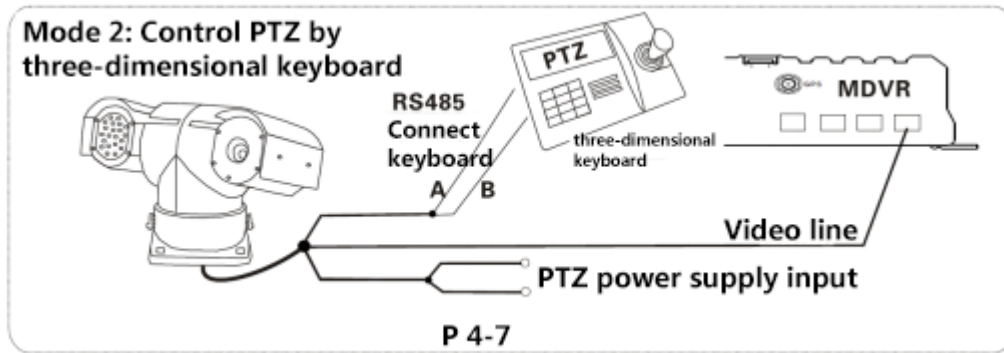 Mode 2: Control PTZ by
three-dimensional keyboard
PTZ
RS485
Connect
keyboard
A
B
three-dimensional
keyboard
GPS
MDVR
Video line
PTZ power supply input
P 4-7